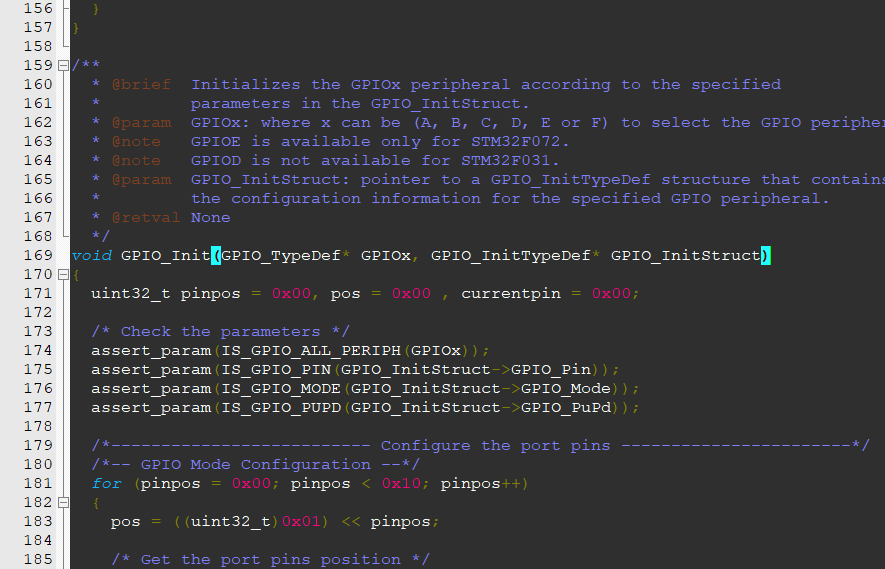 156   }
157 }
158
159 /**
160   * @brief  Initializes the GPIOx peripheral according to the specified
161   *         parameters in the GPIO_InitStruct.
162   * @param  GPIOx: where x can be (A, B, C, D, E or F) to select the GPIO periphe
163   * @note   GPIOE is available only for STM32F072.
164   * @note   GPIOD is not available for STM32F031.
165   * @param  GPIO_InitStruct: pointer to a GPIO_InitTypeDef structure that contains
166   *         the configuration information for the specified GPIO peripheral.
167   * @retval None
168   */
169 void GPIO_Init(GPIO_TypeDef* GPIOx, GPIO_InitTypeDef* GPIO_InitStruct)
170 {
171   uint32_t pinpos = 0x00, pos = 0x00 , currentpin = 0x00;
172
173   /* Check the parameters */
174   assert_param(IS_GPIO_ALL_PERIPH(GPIOx));
175   assert_param(IS_GPIO_PIN(GPIO_InitStruct->GPIO_Pin));
176   assert_param(IS_GPIO_MODE(GPIO_InitStruct->GPIO_Mode));
177   assert_param(IS_GPIO_PUPD(GPIO_InitStruct->GPIO_PuPd));
178
179   /*-------------------------- Configure the port pins -----------------------*/
180   /*-- GPIO Mode Configuration --*/
181   for (pinpos = 0x00; pinpos < 0x10; pinpos++)
182   {
183     pos = ((uint32_t)0x01) << pinpos;
184
185     /* Get the port pins position */